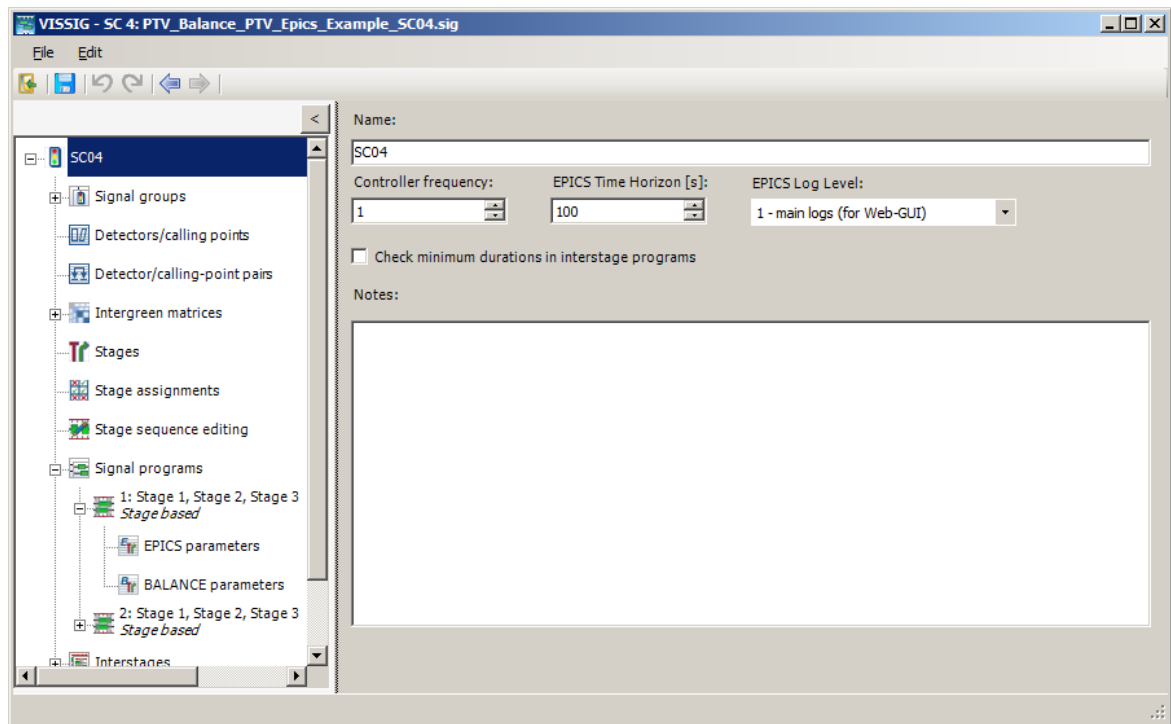 VISSIG - SC 4: PTV_Balance_PTV_Epics_Example_SC04.sig
File Edit
<
SC04
Signal groups
Detectors/calling points
Detector/calling-point pairs
Intergreen matrices
Stages
Stage assignments
Stage sequence editing
Signal programs
1: Stage 1, Stage 2, Stage 3
Stage based
EPICS parameters
BALANCE parameters
2: Stage 1, Stage 2, Stage 3
Stage based
Interstages
Name:
SC04
Controller frequency: EPICS Time Horizon [s]: EPICS Log Level:
1 100 1 - main logs (for Web-GUI)
Check minimum durations in interstage programs
Notes: